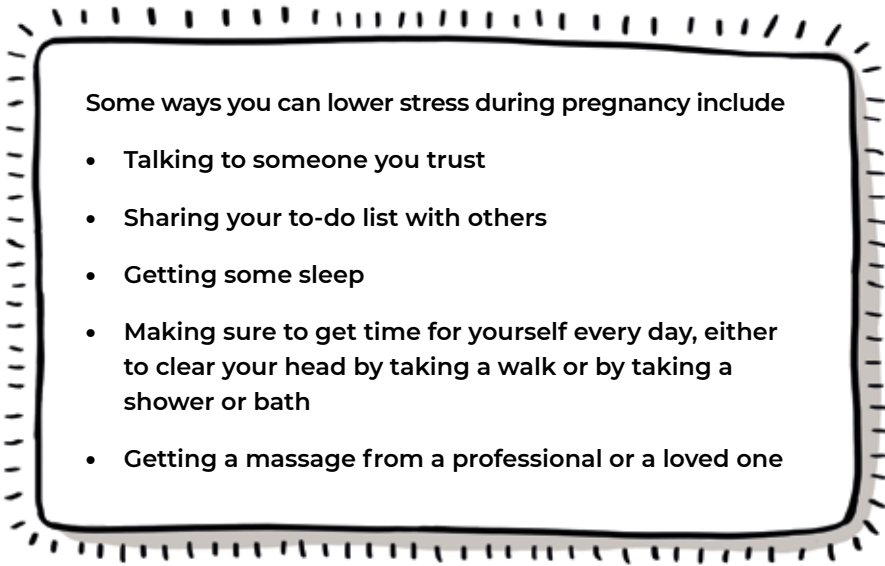 Some ways you can lower stress during pregnancy include
• Talking to someone you trust
• Sharing your to-do list with others
• Getting some sleep
• Making sure to get time for yourself every day, either
to clear your head by taking a walk or by taking a
shower or bath
• Getting a massage from a professional or a loved one